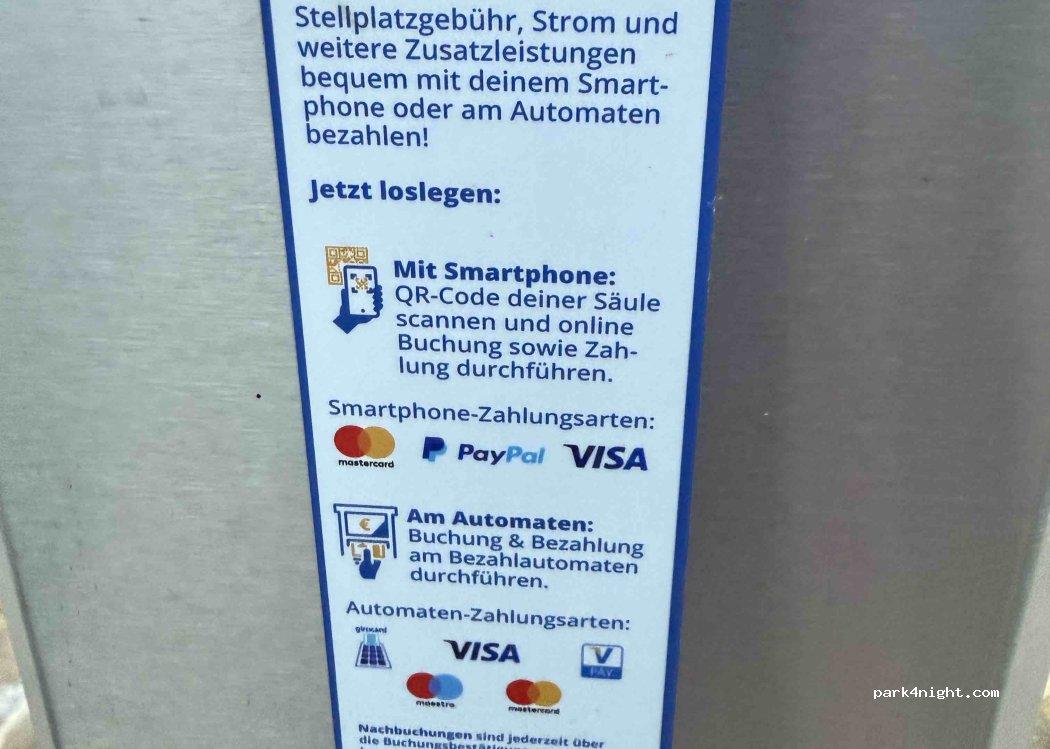 Stellplatzgebühr, Strom und
weitere Zusatzleistungen
bequem mit deinem Smart-
phone oder am Automaten
bezahlen!
Jetzt loslegen:
Mit Smartphone:
QR-Code deiner Säule
scannen und online
Buchung sowie Zah-
lung durchführen.
Smartphone-Zahlungsarten:
mastercard PayPal VISA
€
Am Automaten:
Buchung & Bezahlung
am Bezahlautomaten
durchführen.
Automaten-Zahlungsarten:
girocard VISA V PAY
maestro mastercard
Nachbuchungen sind jederzeit über
die Buchungsbestätigung
park4night.com